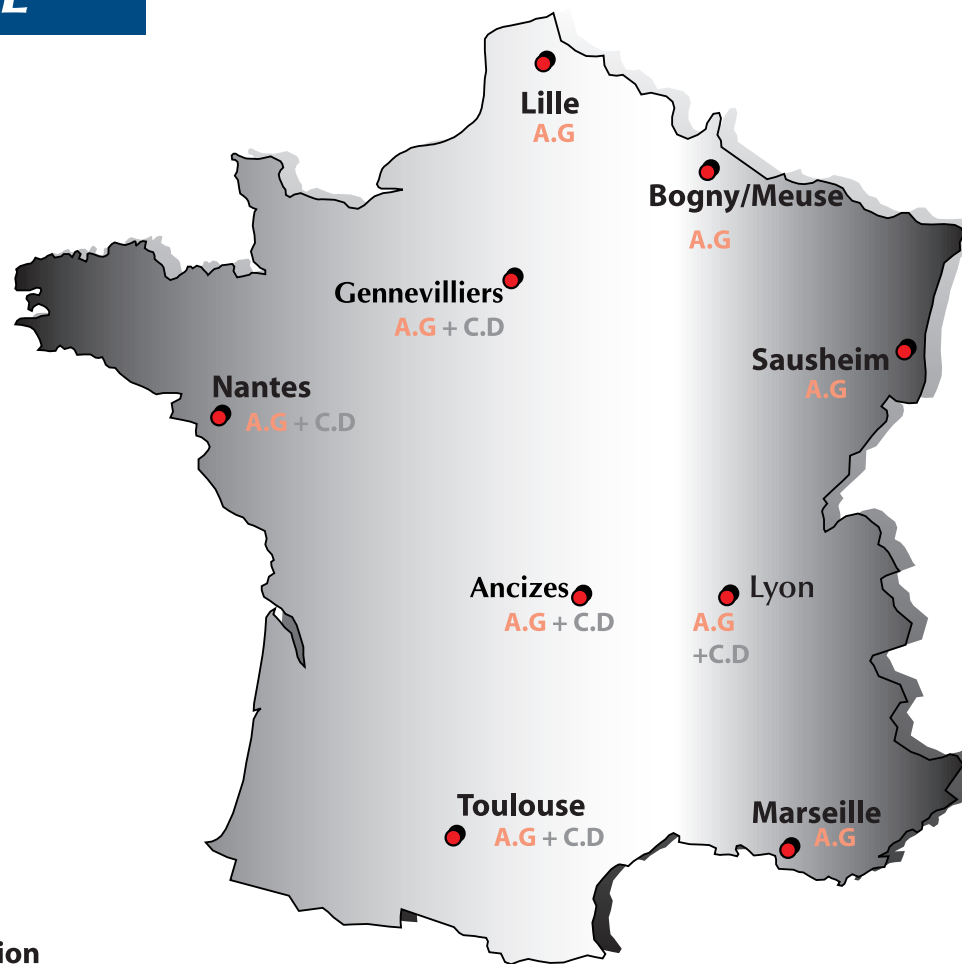 Lille
A.G
Bogny/Meuse
A.G
Gennevilliers
A.G + C.D
Sausheim
A.G
Nantes
A.G + C.D
Ancizes
A.G + C.D
Lyon
A.G
+C.D
Toulouse
A.G + C.D
Marseille
A.G